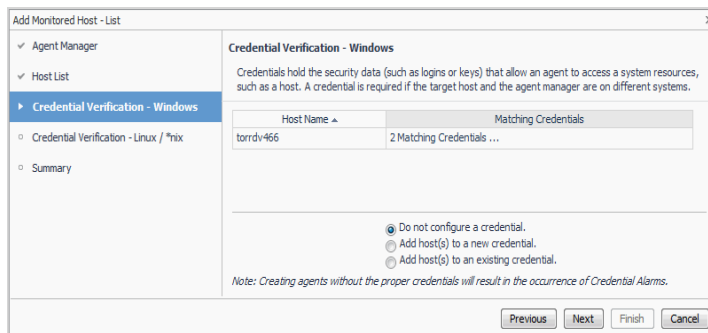 Add Monitored Host - List
Agent Manager
Host List
Credential Verification - Windows
Credential Verification - Linux / *nix
Summary
Credential Verification - Windows
Credentials hold the security data (such as logins or keys) that allow an agent to access a system resources,
such as a host. A credential is required if the target host and the agent manager are on different systems.
Host Name Matching Credentials
torrdv466 2 Matching Credentials ...
Do not configure a credential.
Add host(s) to a new credential.
Add host(s) to an existing credential.
Note: Creating agents without the proper credentials will result in the occurrence of Credential Alarms.
Previous Next Finish Cancel